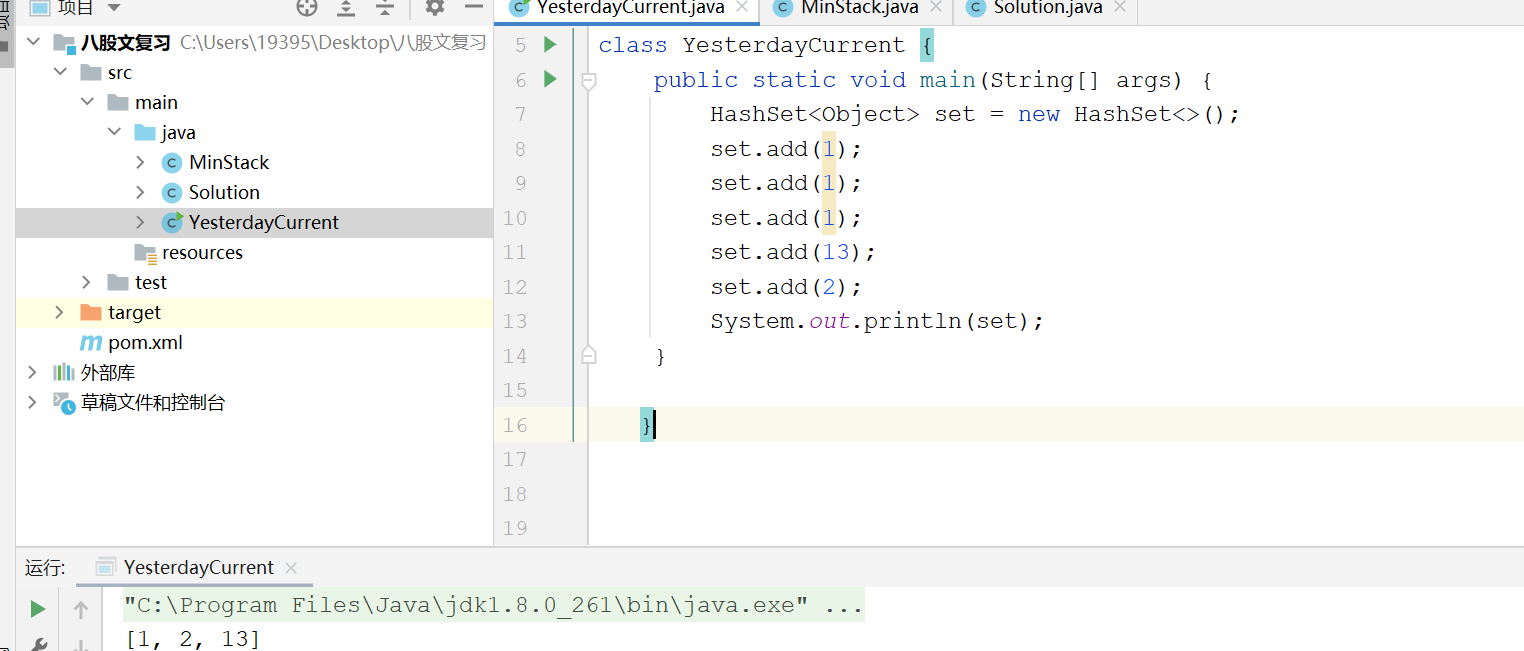 项目
YesterdayCurrent.java
MinStack.java
Solution.java
八股文复习 C:\Users\19395\Desktop\八股文复习
src
main
java
MinStack
Solution
YesterdayCurrent
resources
test
target
pom.xml
外部库
草稿文件和控制台
5 class YesterdayCurrent {
6 public static void main(String[] args) {
7 HashSet<Object> set = new HashSet<>();
8 set.add(1);
9 set.add(1);
10 set.add(1);
11 set.add(13);
12 set.add(2);
13 System.out.println(set);
14 }
15
16 }
17
18
19
运行: YesterdayCurrent
"C:\Program Files\Java\jdk1.8.0_261\bin\java.exe" ...
[1, 2, 13]